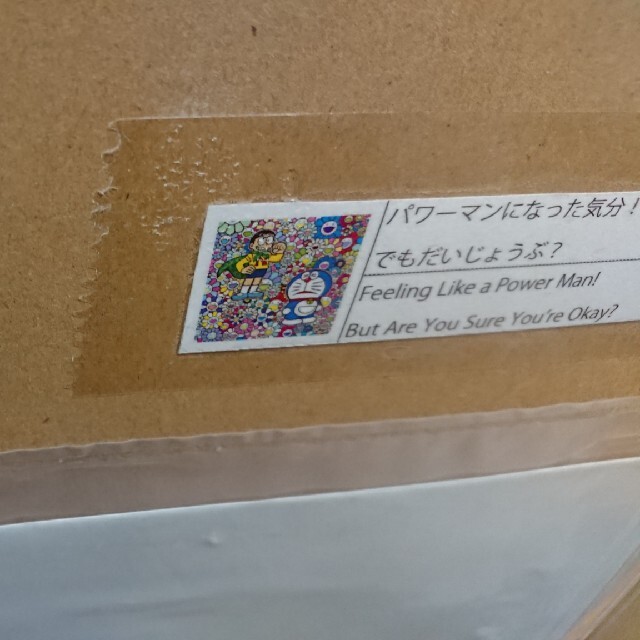 パワーマンになった気分！
でもだいじょうぶ？
Feeling Like a Power Man!
But Are You Sure You're Okay?